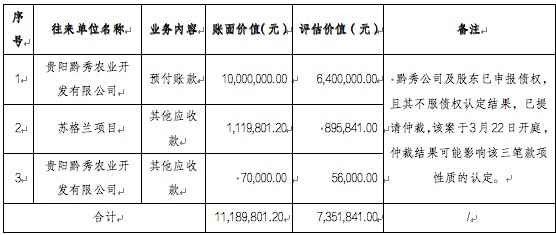 序号 往来单位名称 业务内容 账面价值(元) 评估价值（元） 备注
1 贵阳黔秀农业开发有限公司 预付账款 10,000,000.00 6,400,000.00 黔秀公司及股东已申报债权，且其不服债权认定结果，已提请仲裁，该案于3月22日开庭，仲裁结果可能影响该三笔款项性质的认定。
2 苏格兰项目 其他应收款 1,119,801.20 895,841.00
3 贵阳黔秀农业开发有限公司 其他应收款 70,000.00 56,000.00
合计 11,189,801.20 7,351,841.00 /